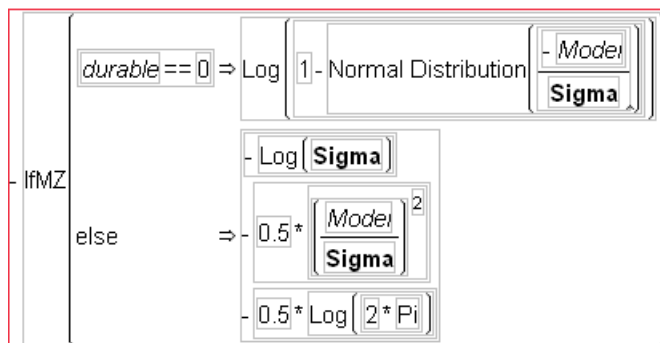 durable == 0 ⇒ Log ( 1 - Normal Distribution ( - Model
Sigma ) )
- IfMZ
- Log ( Sigma )
- 0.5 * ( Model
Sigma ) 2
else ⇒
- 0.5 * Log ( 2 * Pi )